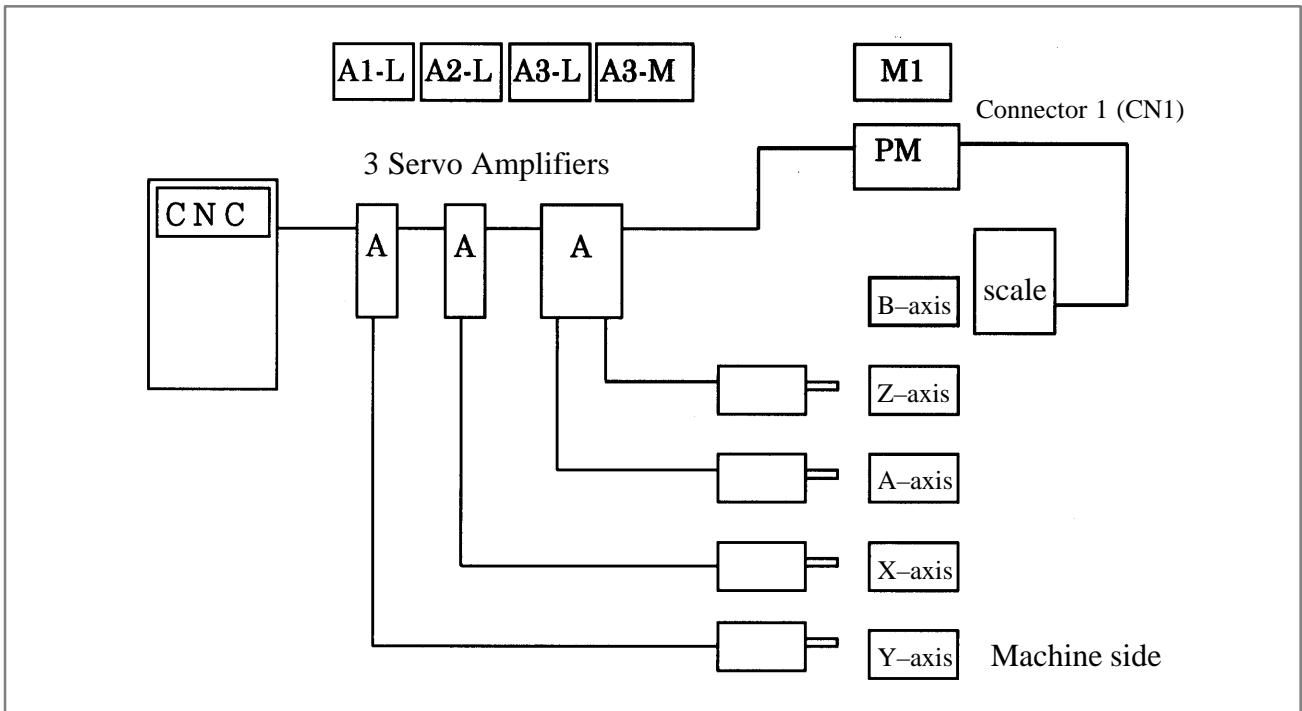 A1-L A2-L A3-L A3-M M1
Connector 1 (CN1)
PM
3 Servo Amplifiers
CNC
A A A
scale
B–axis
Z–axis
A–axis
X–axis
Y–axis Machine side